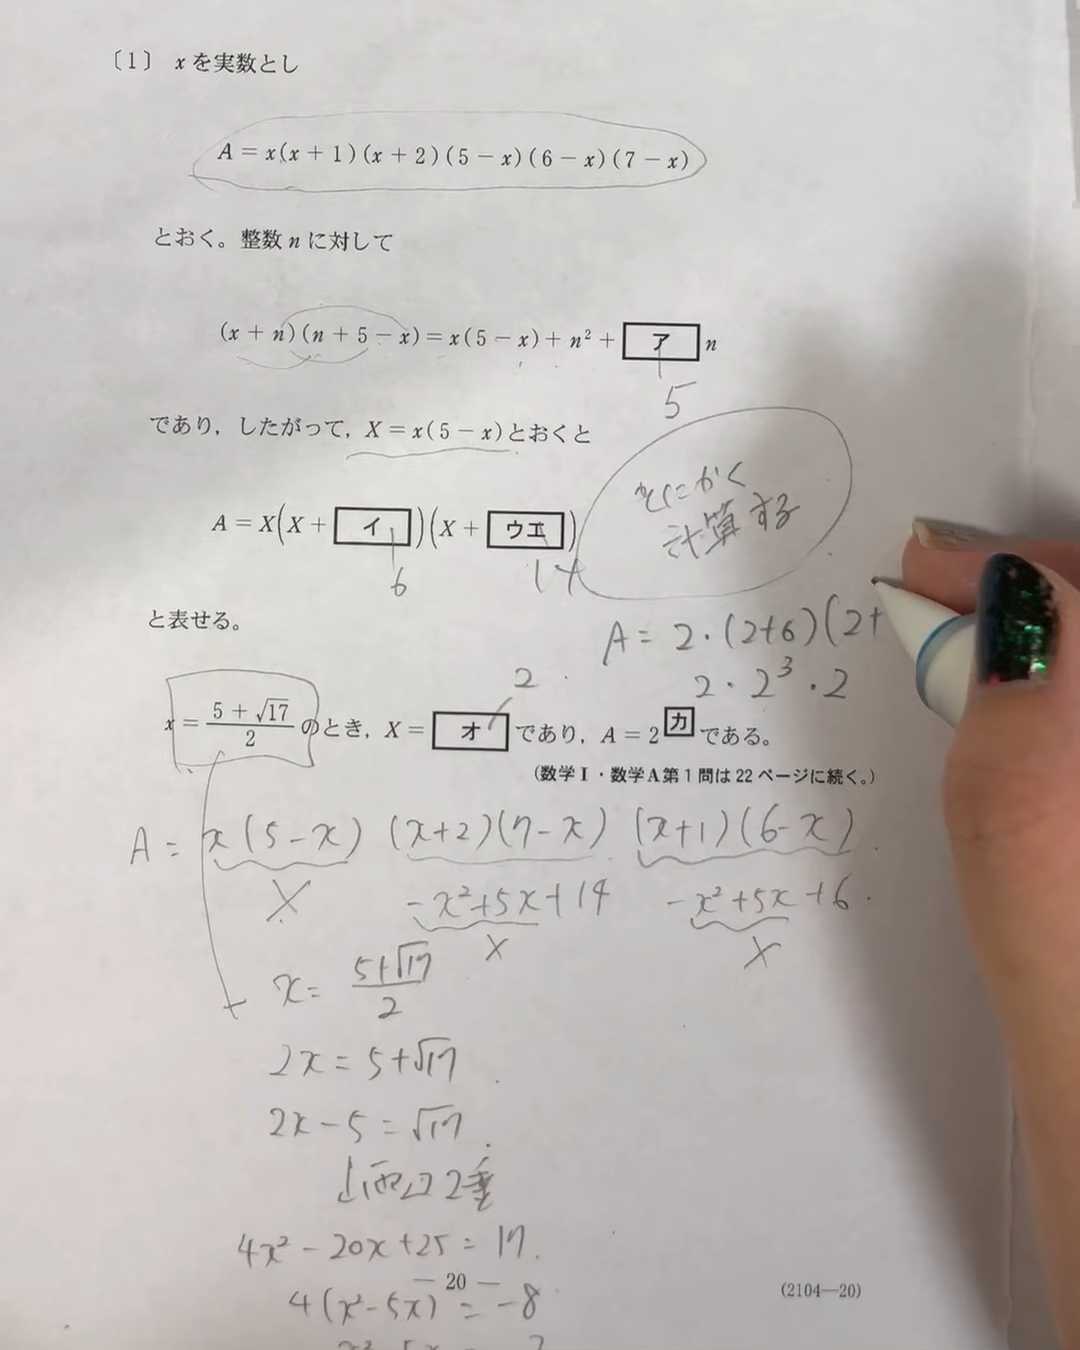 〔1〕 xを実数とし
A = x(x + 1)(x + 2)(5 − x)(6 − x)(7 − x)
とおく。整数 n に対して
(x + n)(n + 5 − x) = x(5 − x) + n² + ア n
5
であり，したがって，X = x(5 − x)とおくと
とにかく
計算する
A = X(X + イ)(X + ウエ)
6 14
と表せる。
A = 2・(2+6)(2+
2・2³・2
2
x = (5 + √17)/2 のとき，X = オ であり，A = 2^カ である。
(数学Ⅰ・数学A第1問は22ページに続く。)
A = x(5−x) (x+2)(7−x) (x+1)(6−x)
X −x²+5x+14 −x²+5x+6
X X
x = (5+√17)/2
2x = 5+√17
2x−5 = √17
↓両辺2乗
4x² − 20x + 25 = 17
— 20 —
(2104—20)
4(x²−5x) = −8